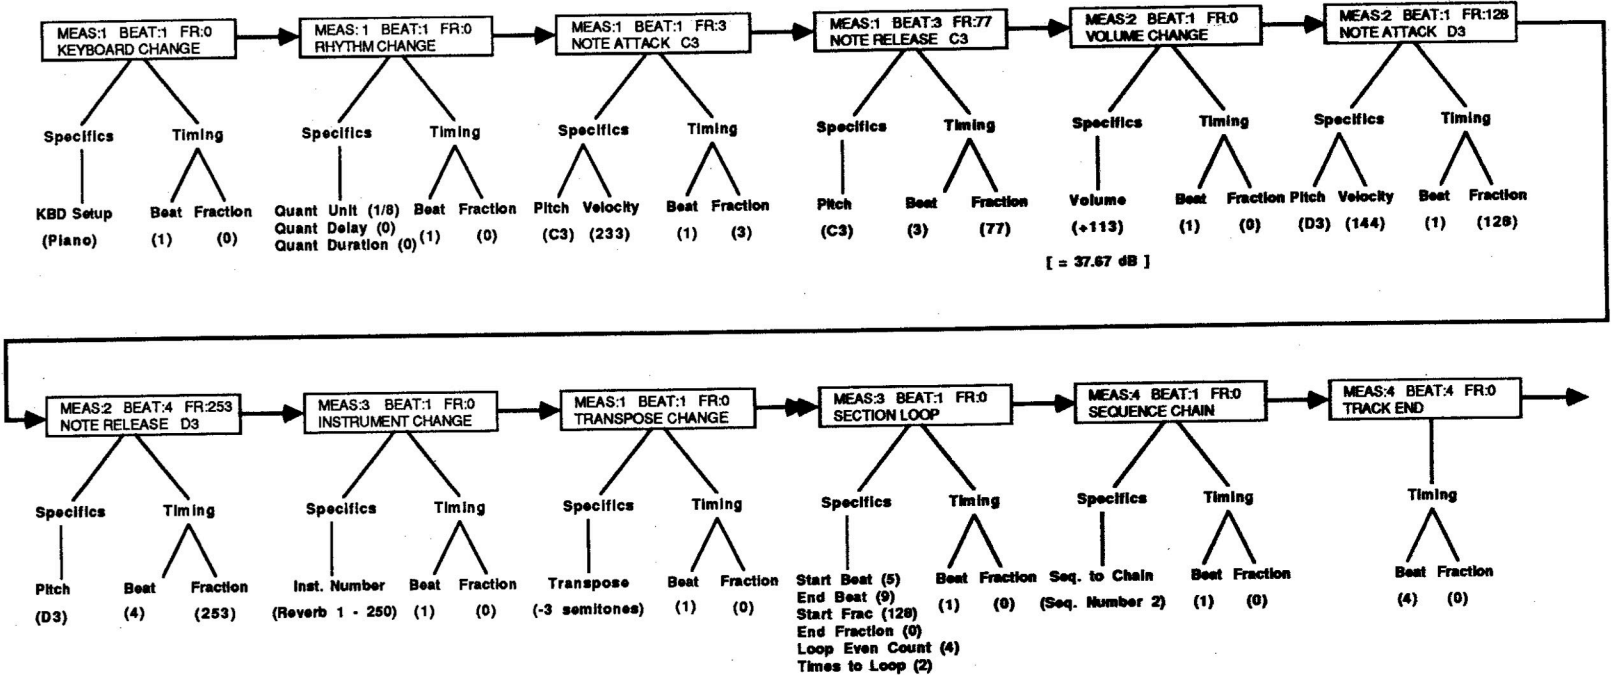 MEAS:1 BEAT:1 FR:0
KEYBOARD CHANGE
Specifics Timing
KBD Setup
(Piano)
Beat Fraction
(1) (0)
MEAS:1 BEAT:1 FR:0
RHYTHM CHANGE
Specifics Timing
Quant Unit (1/8)
Quant Delay (0)
Quant Duration (0)
Beat Fraction
(1) (0)
MEAS:1 BEAT:1 FR:3
NOTE ATTACK C3
Specifics Timing
Pitch Velocity
(C3) (233)
Beat Fraction
(1) (3)
MEAS:1 BEAT:3 FR:77
NOTE RELEASE C3
Specifics Timing
Pitch
(C3)
Beat Fraction
(3) (77)
MEAS:2 BEAT:1 FR:0
VOLUME CHANGE
Specifics Timing
Volume
(+113)
[ = 37.67 dB ]
Beat Fraction
(1) (0)
MEAS:2 BEAT:1 FR:128
NOTE ATTACK D3
Specifics Timing
Pitch Velocity
(D3) (144)
Beat Fraction
(1) (128)
MEAS:2 BEAT:4 FR:253
NOTE RELEASE D3
Specifics Timing
Pitch
(D3)
Beat Fraction
(4) (253)
MEAS:3 BEAT:1 FR:0
INSTRUMENT CHANGE
Specifics Timing
Inst. Number
(Reverb 1 - 250)
Beat Fraction
(1) (0)
MEAS:1 BEAT:1 FR:0
TRANSPOSE CHANGE
Specifics Timing
Transpose
(-3 semitones)
Beat Fraction
(1) (0)
MEAS:3 BEAT:1 FR:0
SECTION LOOP
Specifics Timing
Start Beat (5)
End Beat (9)
Start Frac (128)
End Fraction (0)
Loop Even Count (4)
Times to Loop (2)
Beat Fraction
(1) (0)
MEAS:4 BEAT:1 FR:0
SEQUENCE CHAIN
Specifics Timing
Seq. to Chain
(Seq. Number 2)
Beat Fraction
(1) (0)
MEAS:4 BEAT:4 FR:0
TRACK END
Timing
Beat Fraction
(4) (0)